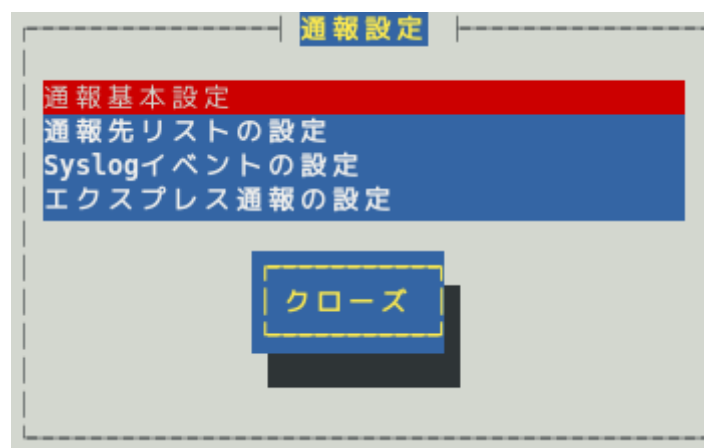 通報設定
通報基本設定
通報先リストの設定
Syslogイベントの設定
エクスプレス通報の設定
クローズ